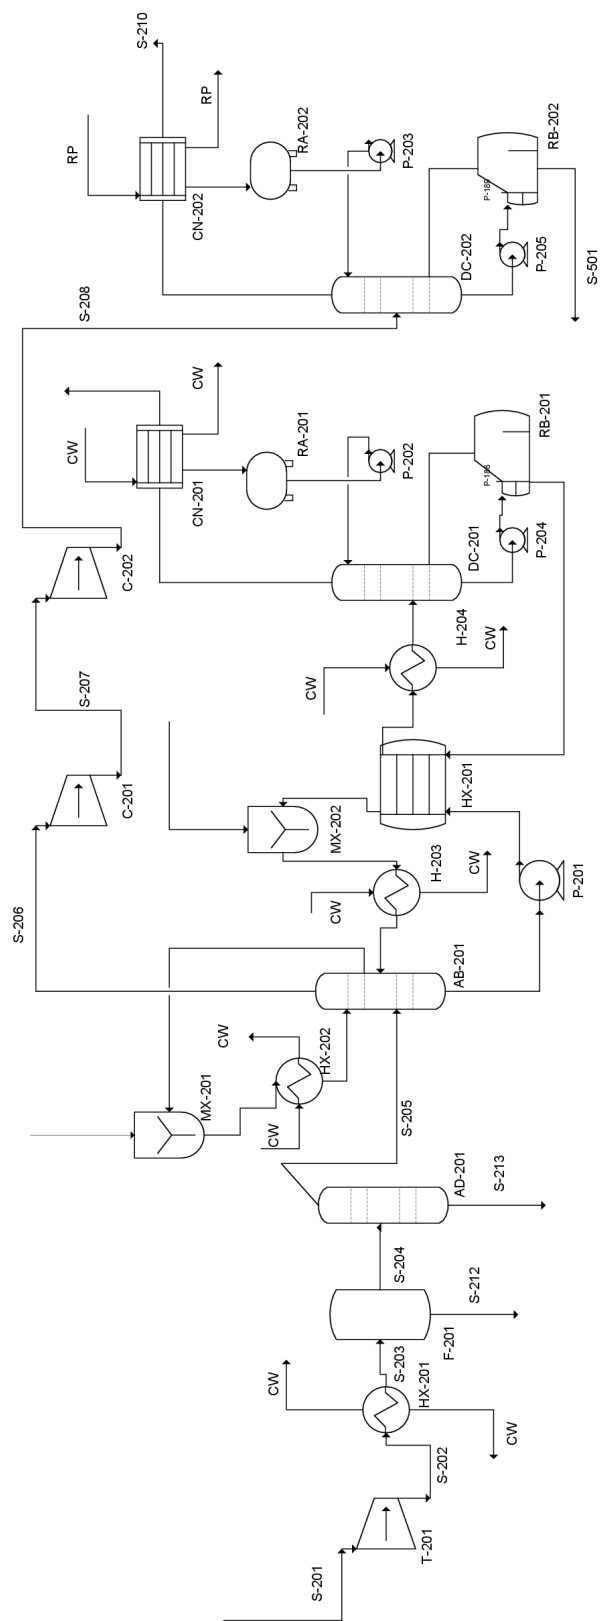 S-201
T-201
S-202
HX-201
CW
CW
S-203
F-201
S-212
S-204
AD-201
S-213
S-205
MX-201
CW
HX-202
CW
AB-201
S-206
H-203
CW
CW
MX-202
P-201
HX-201
C-201
S-207
CW
H-204
CW
C-202
DC-201
P-204
P-188
RB-201
P-202
RA-201
CN-201
CW
CW
S-208
DC-202
P-205
S-501
RB-202
P-203
RA-202
CN-202
RP
RP
S-210